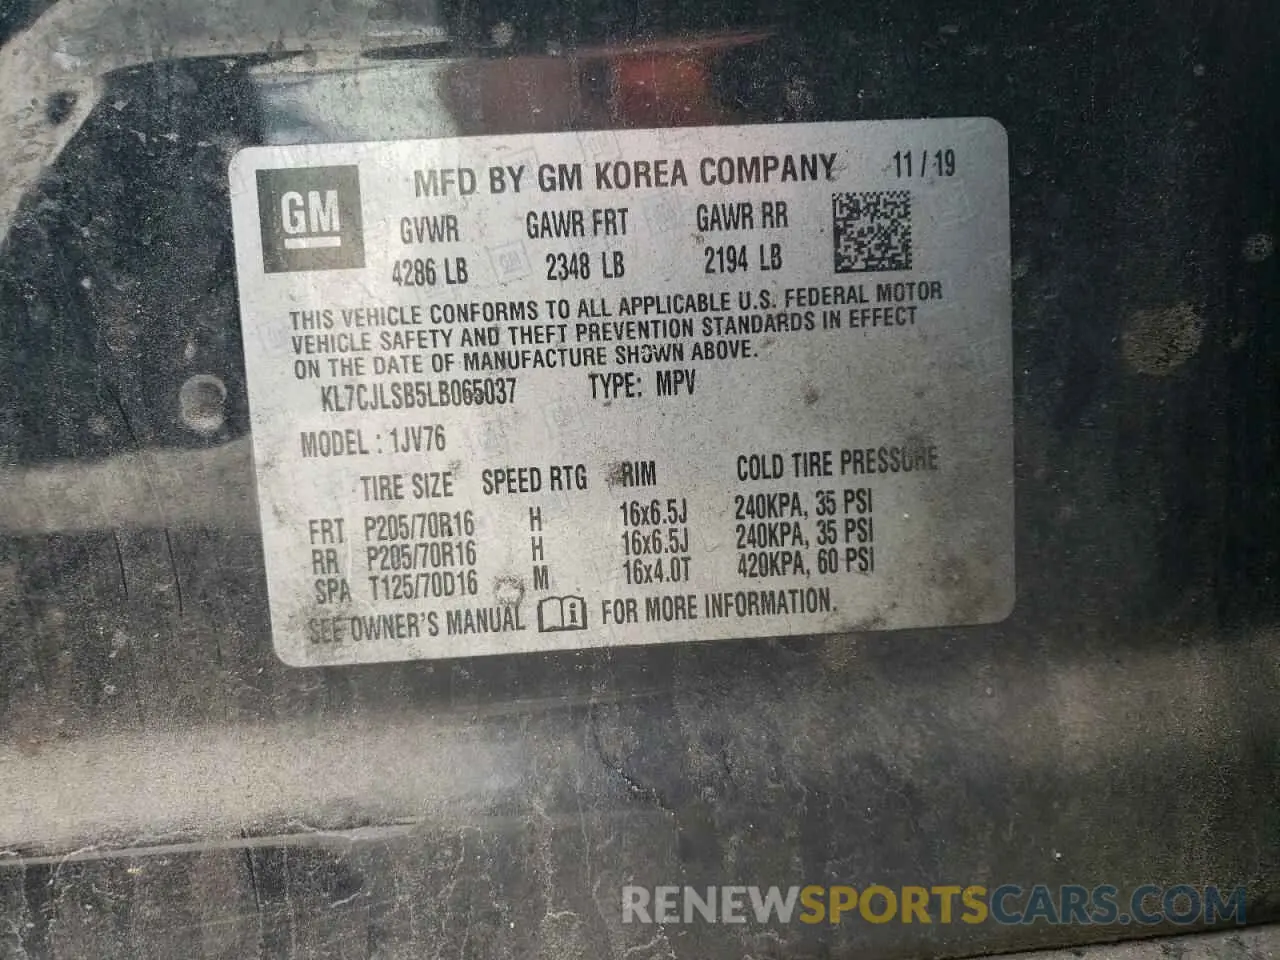 GM
MFD BY GM KOREA COMPANY 11 / 19
GVWR GAWR FRT GAWR RR
4286 LB 2348 LB 2194 LB
THIS VEHICLE CONFORMS TO ALL APPLICABLE U.S. FEDERAL MOTOR
VEHICLE SAFETY AND THEFT PREVENTION STANDARDS IN EFFECT
ON THE DATE OF MANUFACTURE SHOWN ABOVE.
KL7CJLSB5LB065037 TYPE: MPV
MODEL : 1JV76
TIRE SIZE SPEED RTG RIM COLD TIRE PRESSURE
FRT P205/70R16 H 16x6.5J 240KPA, 35 PSI
RR P205/70R16 H 16x6.5J 240KPA, 35 PSI
SPA T125/70D16 M 16x4.0T 420KPA, 60 PSI
SEE OWNER'S MANUAL FOR MORE INFORMATION.
RENEWSPORTSCARS.COM